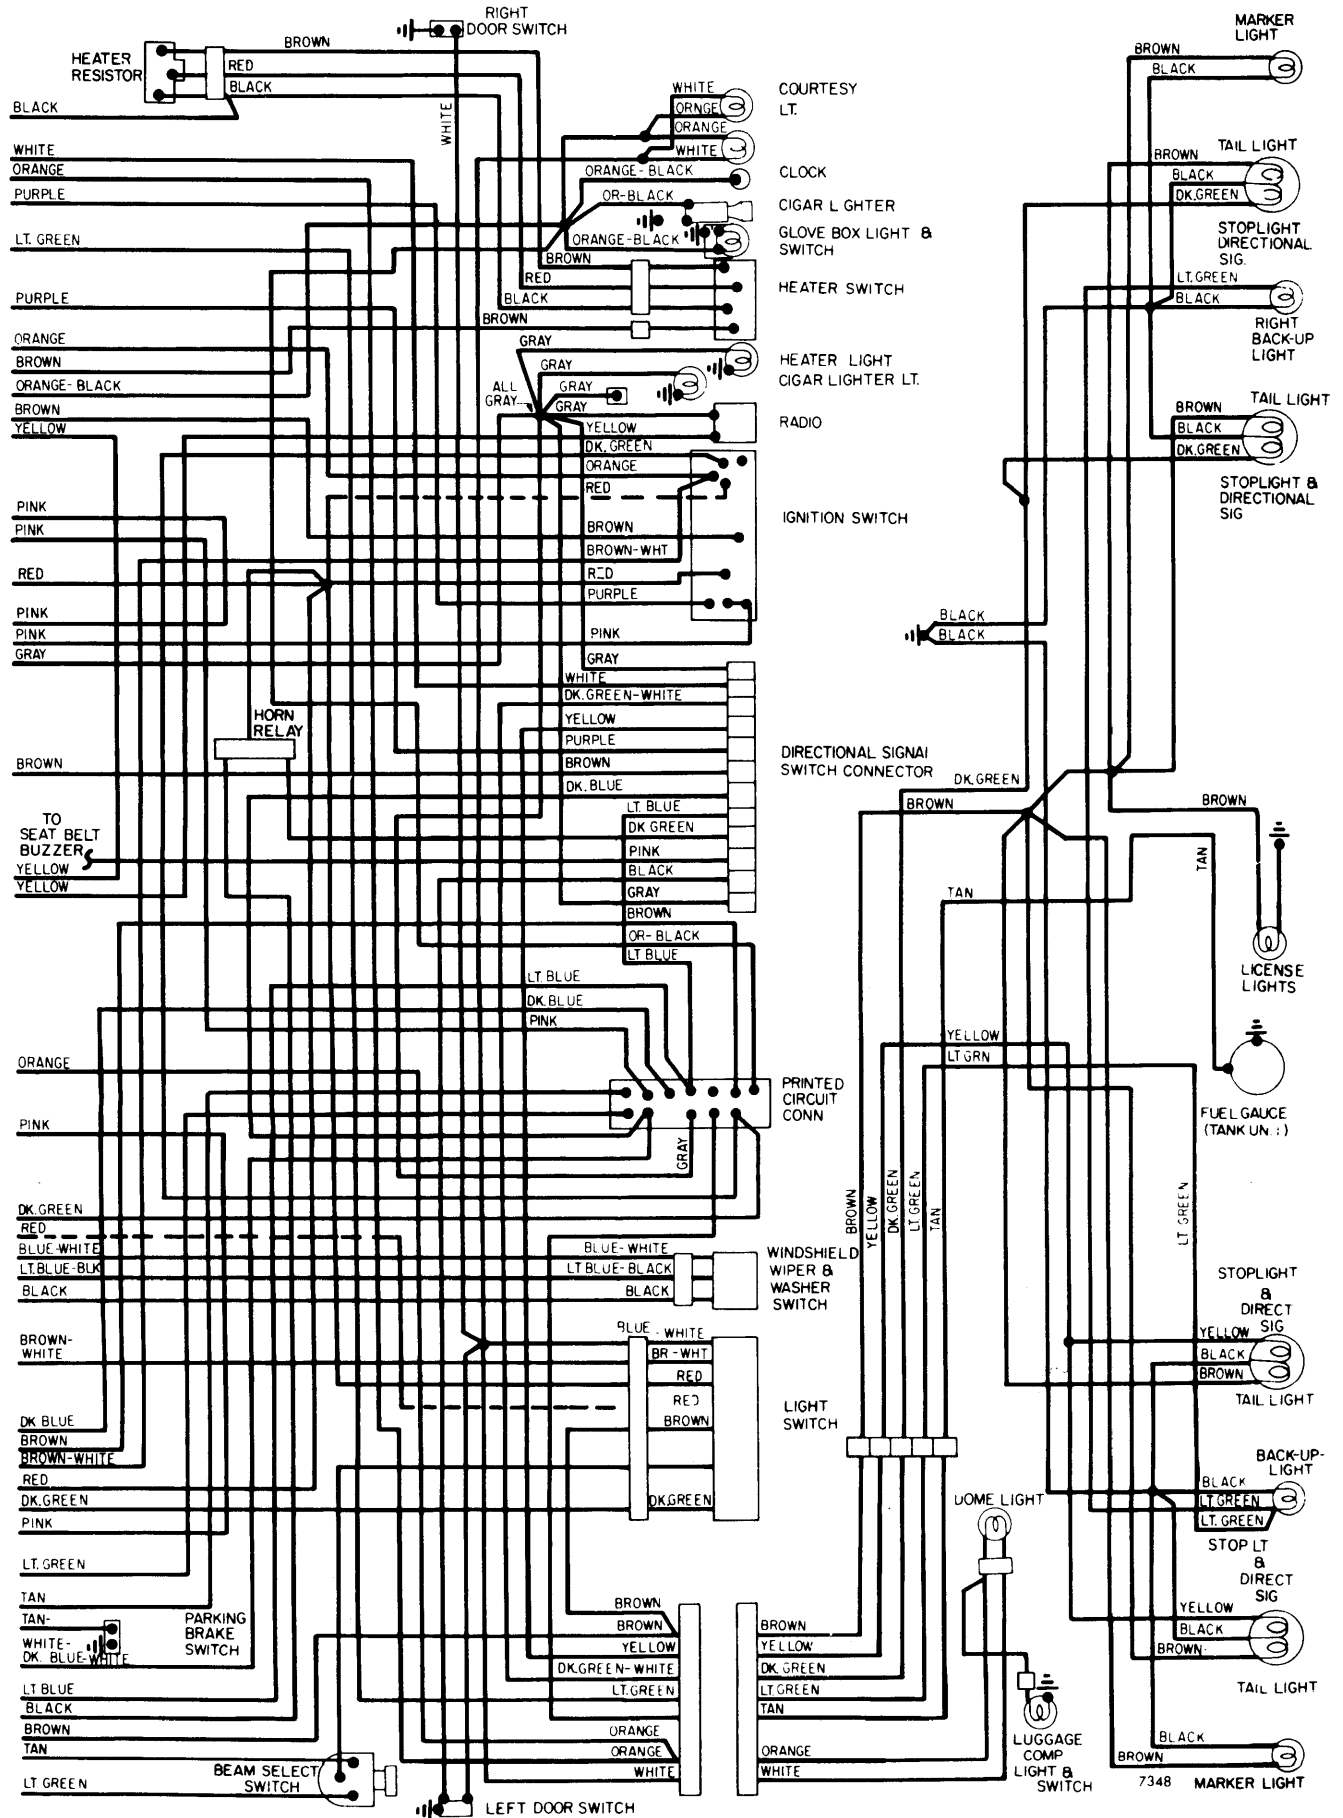 RIGHT
DOOR SWITCH
HEATER
RESISTOR
BROWN
RED
BLACK
BLACK
WHITE
WHITE
ORANGE
PURPLE
LT. GREEN
PURPLE
ORANGE
BROWN
ORANGE-BLACK
BROWN
YELLOW
PINK
PINK
RED
PINK
PINK
GRAY
HORN
RELAY
BROWN
TO
SEAT BELT
BUZZER
YELLOW
YELLOW
ORANGE
PINK
DK.GREEN
RED
BLUE-WHITE
LT.BLUE-BLK
BLACK
BROWN-
WHITE
DK BLUE
BROWN
BROWN-WHITE
RED
DK.GREEN
PINK
LT. GREEN
TAN
TAN-
WHITE-
DK. BLUE-WHITE
PARKING
BRAKE
SWITCH
LT BLUE
BLACK
BROWN
TAN
LT. GREEN
BEAM SELECT
SWITCH
LEFT DOOR SWITCH
WHITE
ORNGE
ORANGE
WHITE
COURTESY
LT.
ORANGE-BLACK
CLOCK
OR-BLACK
CIGAR L GHTER
ORANGE-BLACK
GLOVE BOX LIGHT &
SWITCH
BROWN
RED
BLACK
BROWN
HEATER SWITCH
GRAY
GRAY
GRAY
ALL
GRAY
GRAY
HEATER LIGHT
CIGAR LIGHTER LT.
RADIO
YELLOW
DK. GREEN
ORANGE
RED
BROWN
BROWN-WHT
RED
PURPLE
PINK
IGNITION SWITCH
GRAY
WHITE
DK.GREEN-WHITE
YELLOW
PURPLE
BROWN
DK. BLUE
LT. BLUE
DK GREEN
PINK
BLACK
GRAY
DIRECTIONAL SIGNAl
SWITCH CONNECTOR
BROWN
OR-BLACK
LT BLUE
LT. BLUE
DK.BLUE
PINK
PRINTED
CIRCUIT
CONN
GRAY
BLUE-WHITE
LT BLUE-BLACK
BLACK
WINDSHIELD
WIPER &
WASHER
SWITCH
BLUE-WHITE
BR-WHT
RED
RED
BROWN
DK.GREEN
LIGHT
SWITCH
BROWN
BROWN
YELLOW
DK.GREEN-WHITE
LT.GREEN
ORANGE
ORANGE
WHITE
BROWN
YELLOW
DK. GREEN
LT.GREEN
TAN
ORANGE
WHITE
MARKER
LIGHT
BROWN
BLACK
TAIL LIGHT
BROWN
BLACK
DK.GREEN
STOPLIGHT
DIRECTIONAL
SIG.
LT.GREEN
BLACK
RIGHT
BACK-UP
LIGHT
TAIL LIGHT
BROWN
BLACK
DK.GREEN
STOPLIGHT &
DIRECTIONAL
SIG
BLACK
BLACK
DK.GREEN
BROWN
BROWN
TAN
TAN
LICENSE
LIGHTS
YELLOW
LT GRN
FUEL GAUCE
(TANK UN
BROWN
YELLOW
DK.GREEN
LT.GREEN
TAN
LT GREEN
STOPLIGHT
&
DIRECT
SIG
YELLOW
BLACK
BROWN
TAIL LIGHT
BACK-UP-
LIGHT
BLACK
LT GREEN
LT. GREEN
DOME LIGHT
STOP LT
&
DIRECT
SIG
YELLOW
BLACK
BROWN
TAIL LIGHT
LUGGAGE
COMP
LIGHT &
SWITCH
BLACK
BROWN
7348
MARKER LIGHT